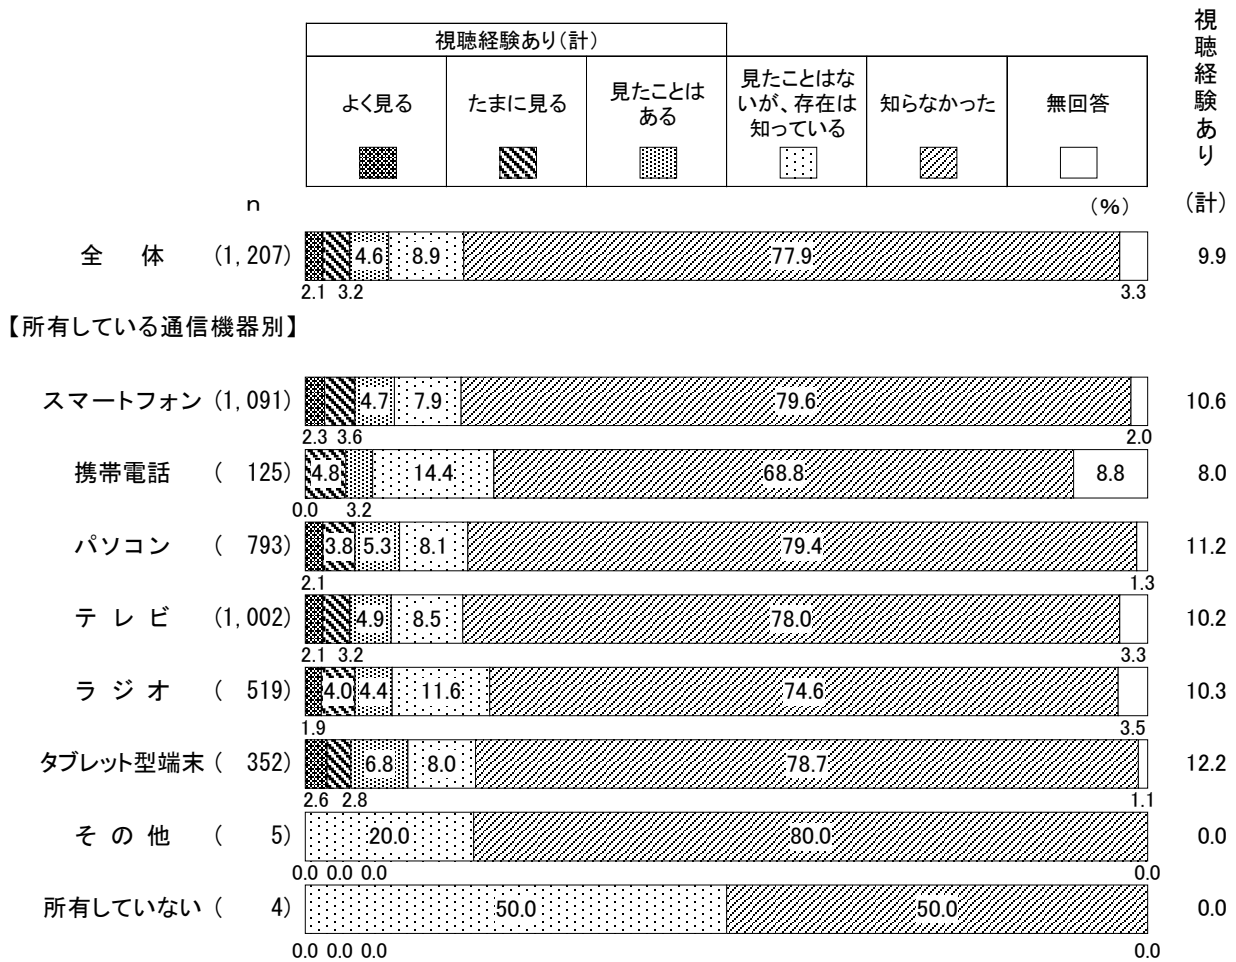 視聴経験あり(計)
よく見る
たまに見る
見たことは
ある
見たことはな
いが、存在は
知っている
知らなかった
無回答
視聴経験あり
(計)
n
(%)
全 体 (1,207) 4.6 8.9 77.9 9.9
2.1 3.2 3.3
【所有している通信機器別】
スマートフォン (1,091) 4.7 7.9 79.6 10.6
2.3 3.6 2.0
携帯電話 ( 125) 4.8 14.4 68.8 8.8 8.0
0.0 3.2
パソコン ( 793) 3.8 5.3 8.1 79.4 11.2
2.1 1.3
テレビ (1,002) 4.9 8.5 78.0 10.2
2.1 3.2 3.3
ラジオ ( 519) 4.0 4.4 11.6 74.6 10.3
1.9 3.5
タブレット型端末 ( 352) 6.8 8.0 78.7 12.2
2.6 2.8 1.1
その他 ( 5) 20.0 80.0 0.0
0.0 0.0 0.0 0.0
所有していない ( 4) 50.0 50.0 0.0
0.0 0.0 0.0 0.0